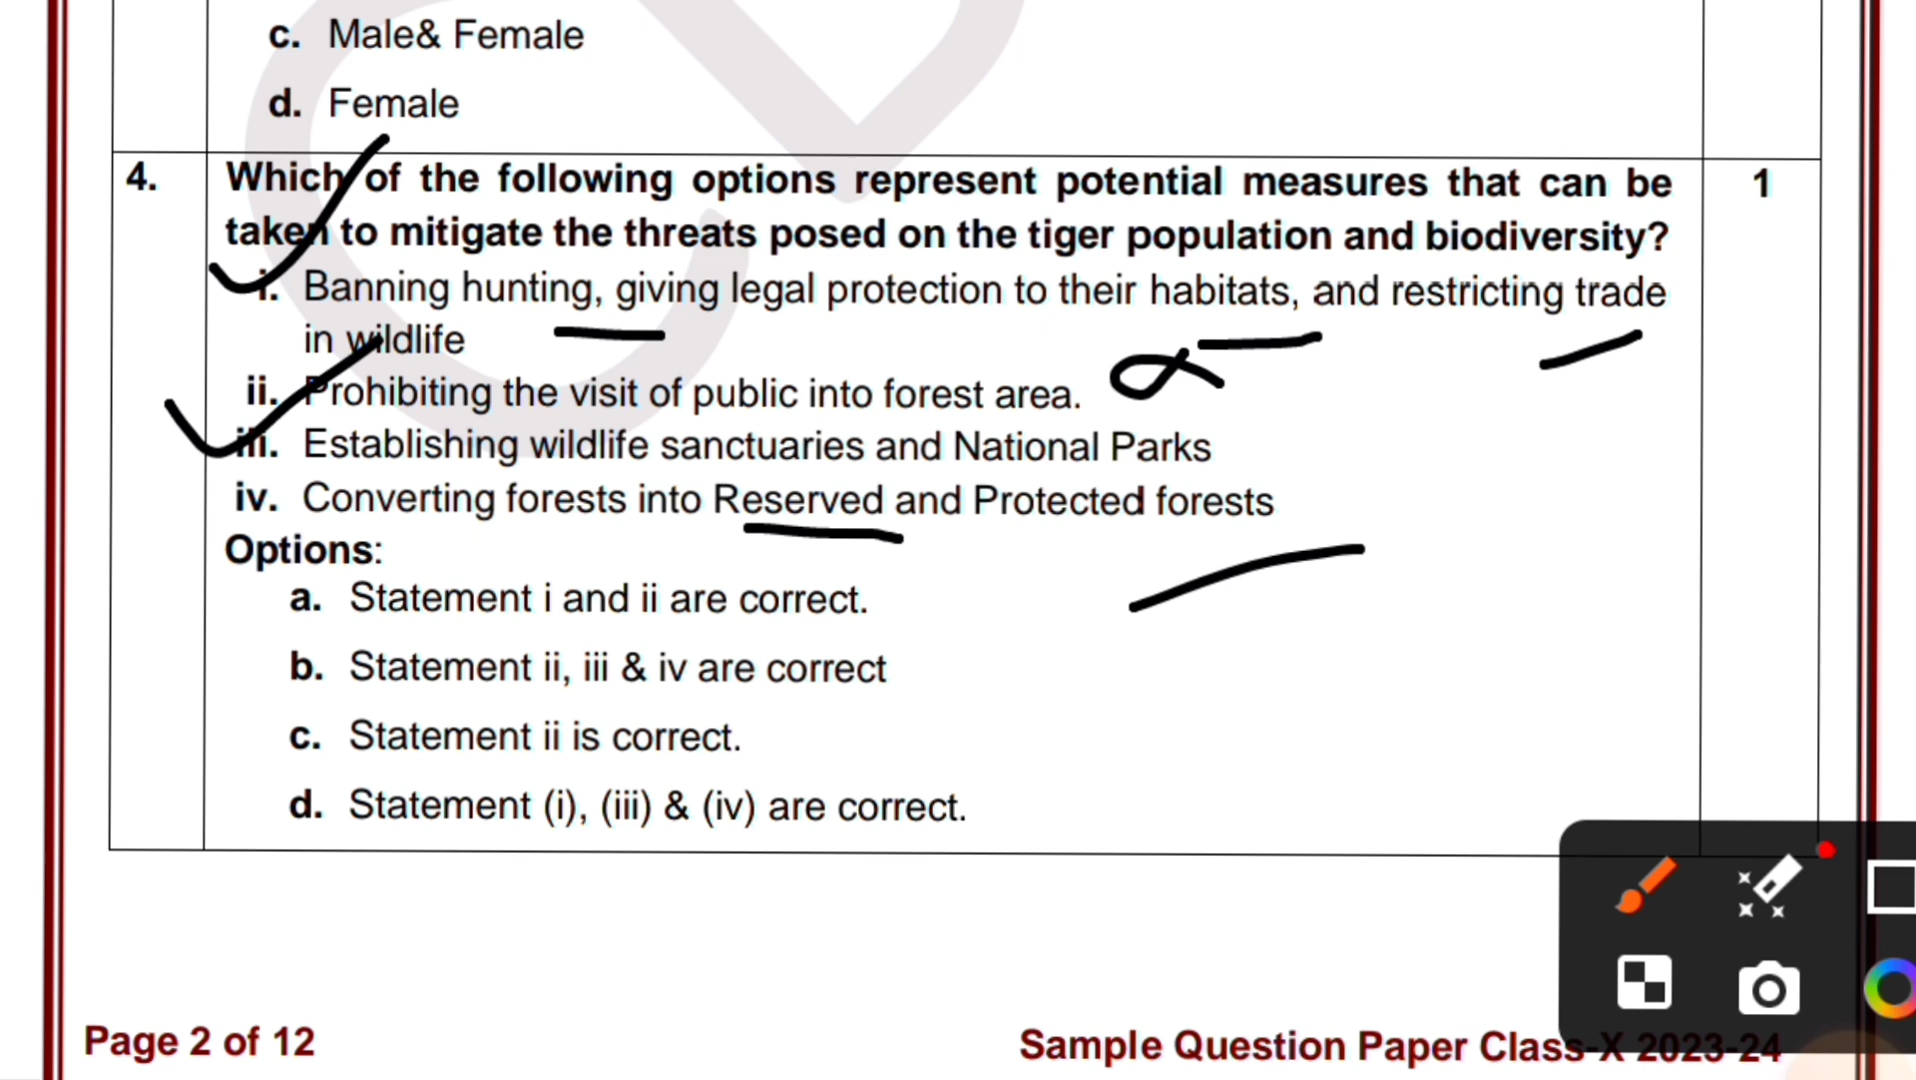 c. Male& Female
d. Female
4. Which of the following options represent potential measures that can be 1
taken to mitigate the threats posed on the tiger population and biodiversity?
i. Banning hunting, giving legal protection to their habitats, and restricting trade
in wildlife
ii. Prohibiting the visit of public into forest area.
iii. Establishing wildlife sanctuaries and National Parks
iv. Converting forests into Reserved and Protected forests
Options:
a. Statement i and ii are correct.
b. Statement ii, iii & iv are correct
c. Statement ii is correct.
d. Statement (i), (iii) & (iv) are correct.
Page 2 of 12
Sample Question Paper Class-X 2023-24